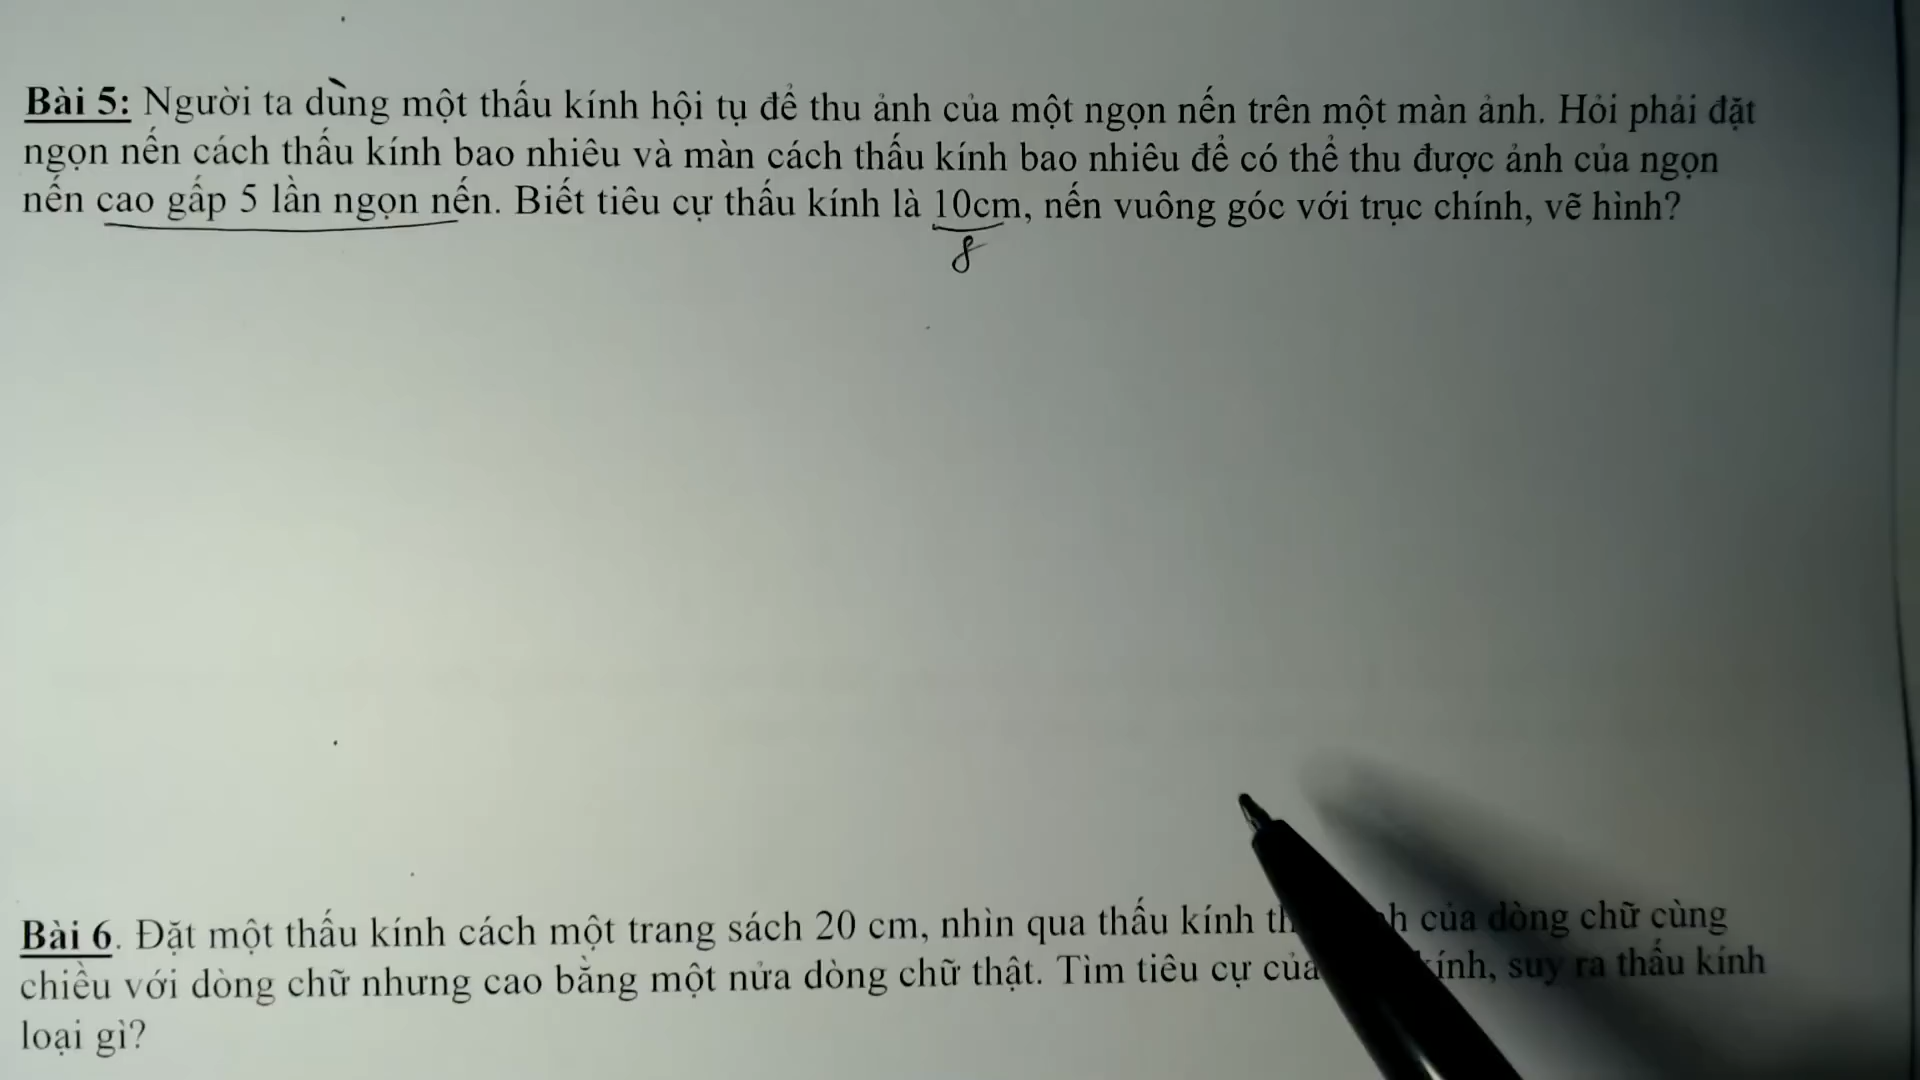 Bài 5: Người ta dùng một thấu kính hội tụ để thu ảnh của một ngọn nến trên một màn ảnh. Hỏi phải đặt
ngọn nến cách thấu kính bao nhiêu và màn cách thấu kính bao nhiêu để có thể thu được ảnh của ngọn
nến cao gấp 5 lần ngọn nến. Biết tiêu cự thấu kính là 10cm, nến vuông góc với trục chính, vẽ hình?
Bài 6. Đặt một thấu kính cách một trang sách 20 cm, nhìn qua thấu kính của dòng chữ cùng
chiều với dòng chữ nhưng cao bằng một nửa dòng chữ thật. Tìm tiêu cự của kính, suy ra thấu kính
loại gì?